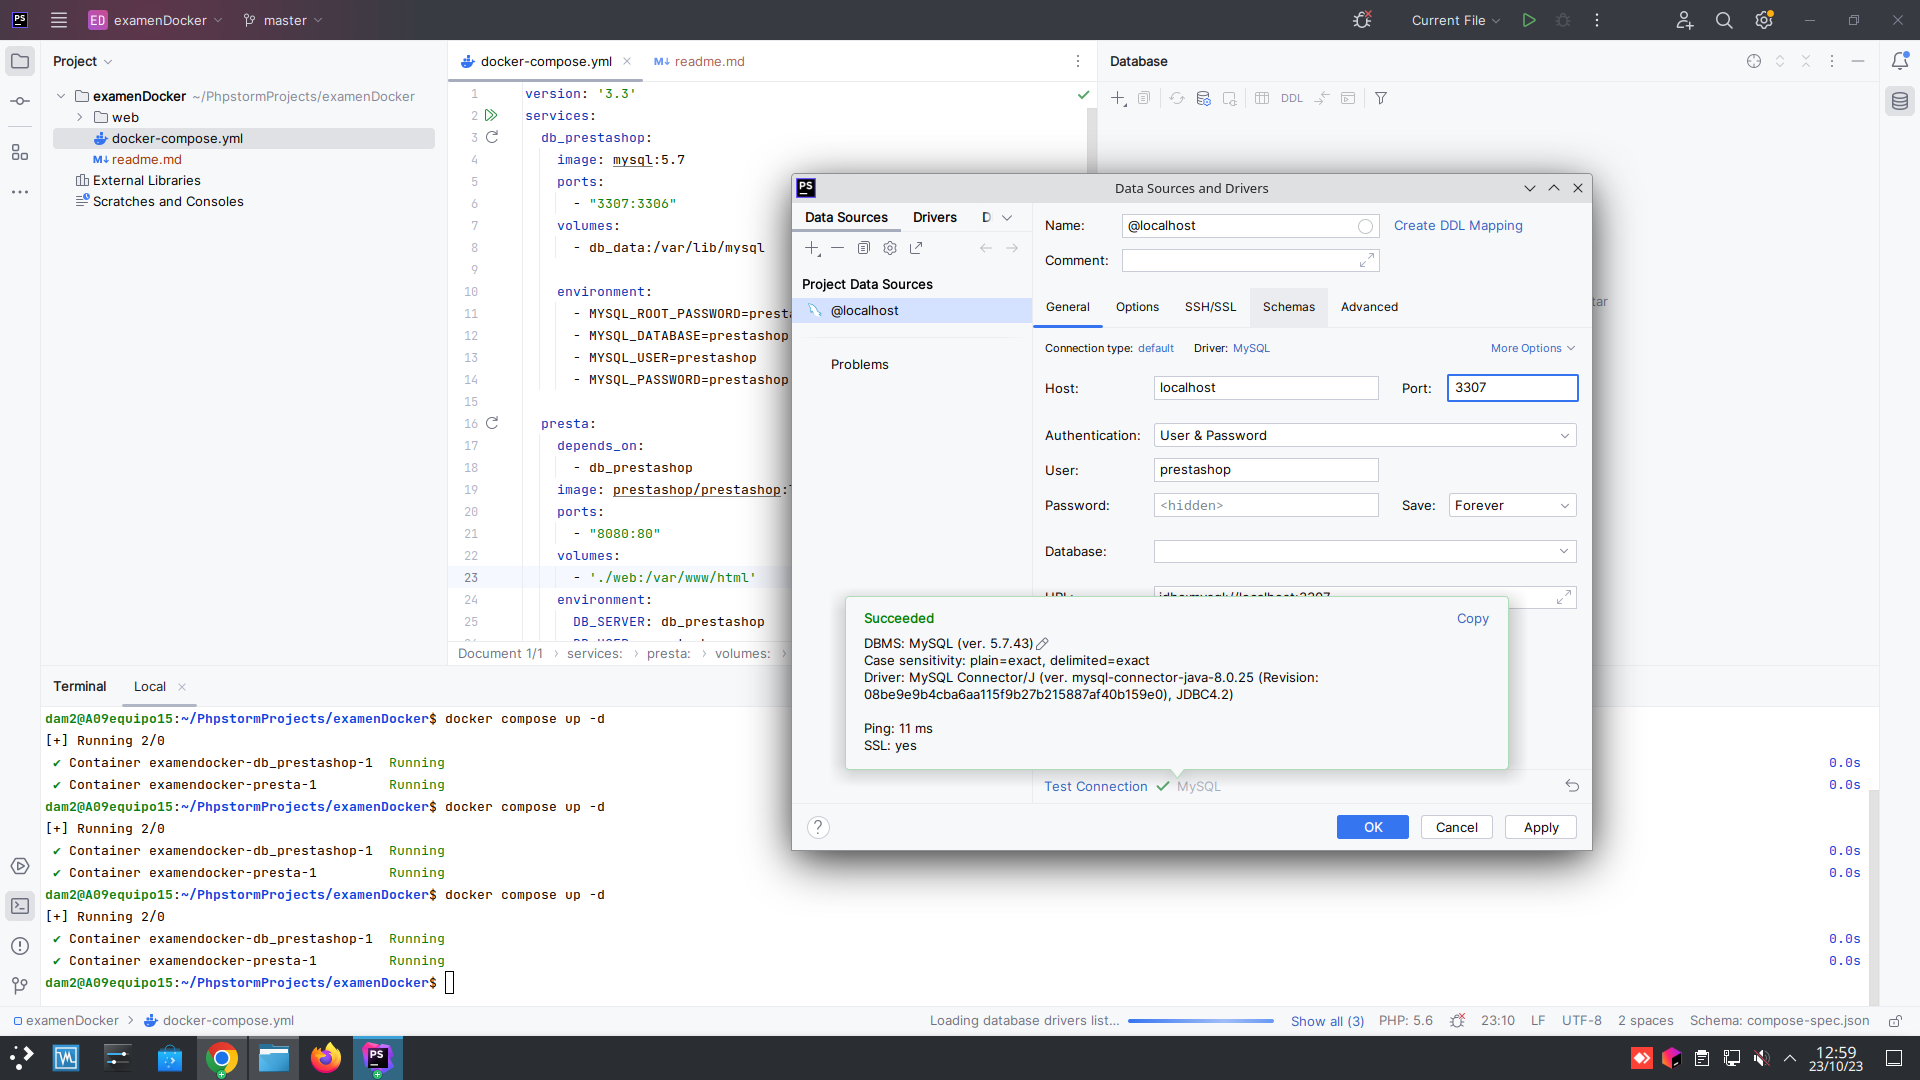 PS
ED examenDocker
master
Current File
Project
examenDocker ~/PhpstormProjects/examenDocker
web
docker-compose.yml
M↓ readme.md
External Libraries
Scratches and Consoles
docker-compose.yml
M↓ readme.md
1 version: '3.3'
2 services:
3 db_prestashop:
4 image: mysql:5.7
5 ports:
6 - "3307:3306"
7 volumes:
8 - db_data:/var/lib/mysql
9
10 environment:
11 - MYSQL_ROOT_PASSWORD=presta
12 - MYSQL_DATABASE=prestashop
13 - MYSQL_USER=prestashop
14 - MYSQL_PASSWORD=prestashop
15
16 presta:
17 depends_on:
18 - db_prestashop
19 image: prestashop/prestashop:
20 ports:
21 - "8080:80"
22 volumes:
23 - './web:/var/www/html'
24 environment:
25 DB_SERVER: db_prestashop
Document 1/1 › services: › presta: › volumes: ›
Database
DDL
tar
PS
Data Sources and Drivers
Data Sources Drivers D
Project Data Sources
@localhost
Problems
Name: @localhost Create DDL Mapping
Comment:
General Options SSH/SSL Schemas Advanced
Connection type: default Driver: MySQL More Options
Host: localhost Port: 3307
Authentication: User & Password
User: prestashop
Password: <hidden> Save: Forever
Database:
URL: jdbc:mysql://localhost:3307
Succeeded Copy
DBMS: MySQL (ver. 5.7.43)
Case sensitivity: plain=exact, delimited=exact
Driver: MySQL Connector/J (ver. mysql-connector-java-8.0.25 (Revision:
08be9e9b4cba6aa115f9b27b215887af40b159e0), JDBC4.2)
Ping: 11 ms
SSL: yes
Test Connection ✓ MySQL
? OK Cancel Apply
Terminal Local
dam2@A09equipo15:~/PhpstormProjects/examenDocker$ docker compose up -d
[+] Running 2/0
✔ Container examendocker-db_prestashop-1 Running 0.0s
✔ Container examendocker-presta-1 Running 0.0s
dam2@A09equipo15:~/PhpstormProjects/examenDocker$ docker compose up -d
[+] Running 2/0
✔ Container examendocker-db_prestashop-1 Running 0.0s
✔ Container examendocker-presta-1 Running 0.0s
dam2@A09equipo15:~/PhpstormProjects/examenDocker$ docker compose up -d
[+] Running 2/0
✔ Container examendocker-db_prestashop-1 Running 0.0s
✔ Container examendocker-presta-1 Running 0.0s
dam2@A09equipo15:~/PhpstormProjects/examenDocker$
examenDocker › docker-compose.yml
Loading database drivers list... Show all (3) PHP: 5.6 23:10 LF UTF-8 2 spaces Schema: compose-spec.json
PS
12:59
23/10/23